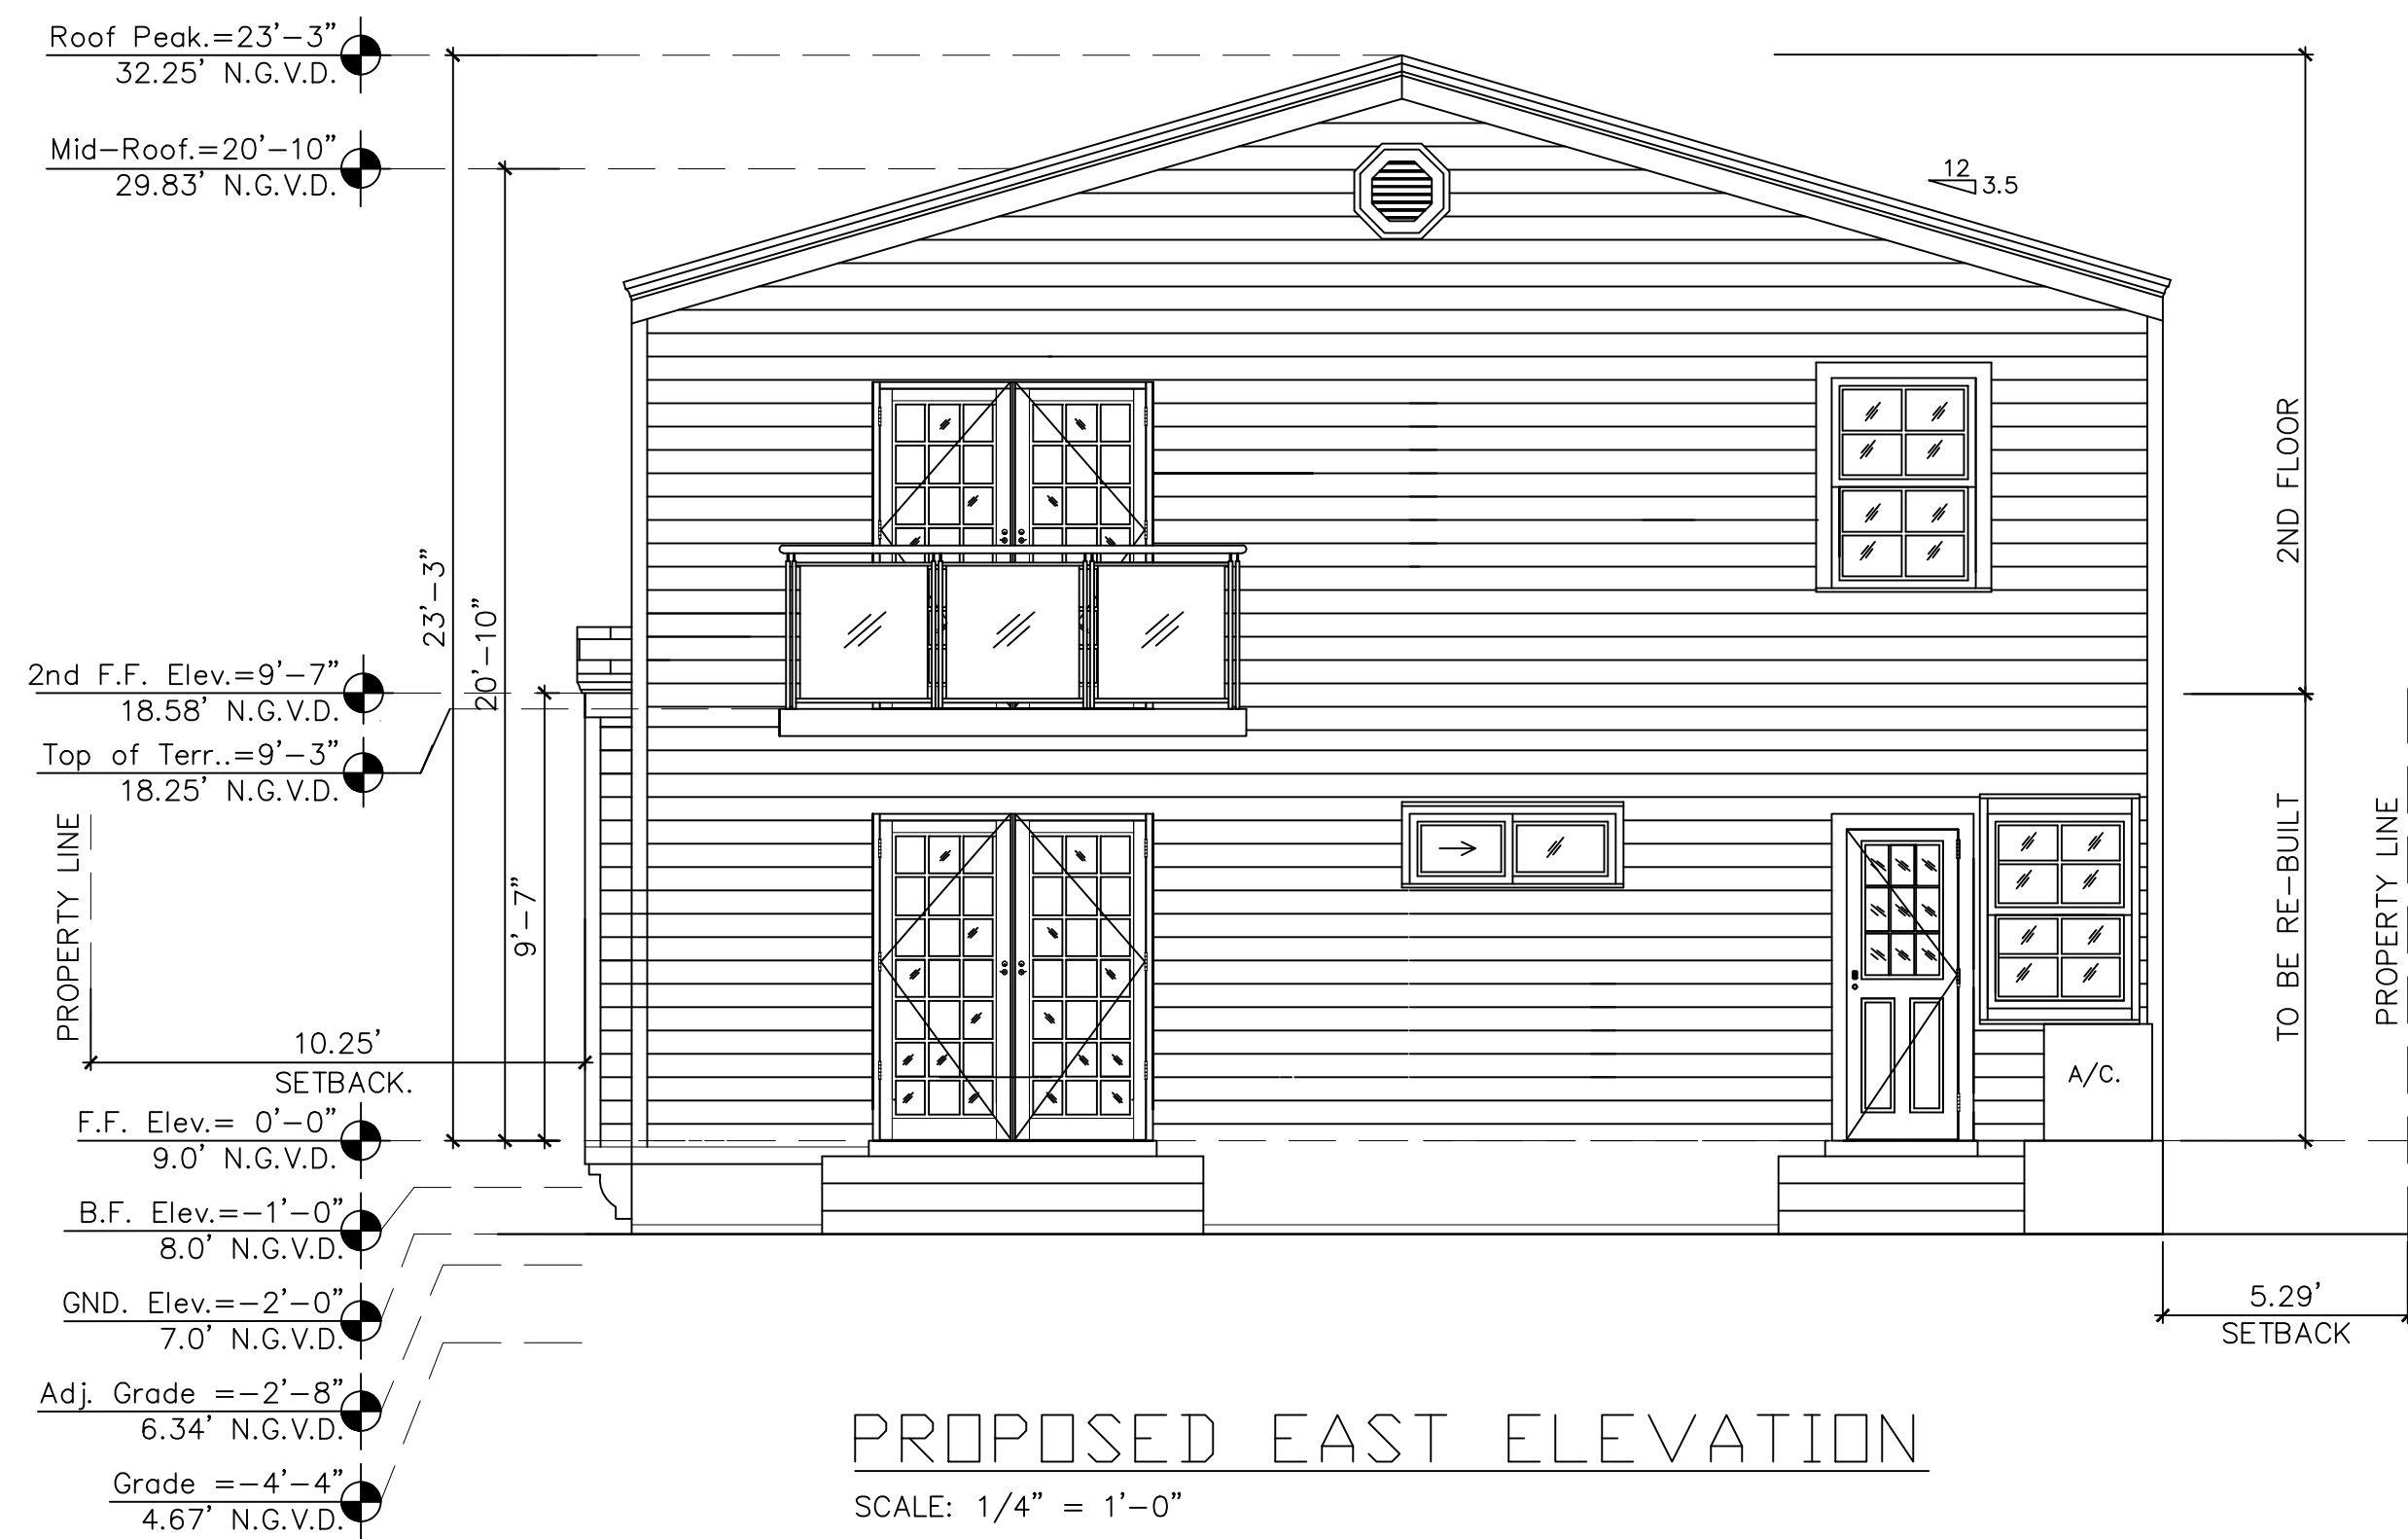 Roof Peak.=23'-3"
32.25' N.G.V.D.
Mid-Roof.=20'-10"
29.83' N.G.V.D.
12
3.5
2ND FLOOR
23'-3"
20'-10"
2nd F.F. Elev.=9'-7"
18.58' N.G.V.D.
Top of Terr..=9'-3"
18.25' N.G.V.D.
PROPERTY LINE
9'-7"
TO BE RE-BUILT
PROPERTY LINE
10.25'
SETBACK.
A/C.
F.F. Elev.= 0'-0"
9.0' N.G.V.D.
B.F. Elev.=-1'-0"
8.0' N.G.V.D.
GND. Elev.=-2'-0"
7.0' N.G.V.D.
5.29'
SETBACK
Adj. Grade =-2'-8"
6.34' N.G.V.D.
Grade =-4'-4"
4.67' N.G.V.D.
PROPOSED EAST ELEVATION
SCALE: 1/4" = 1'-0"